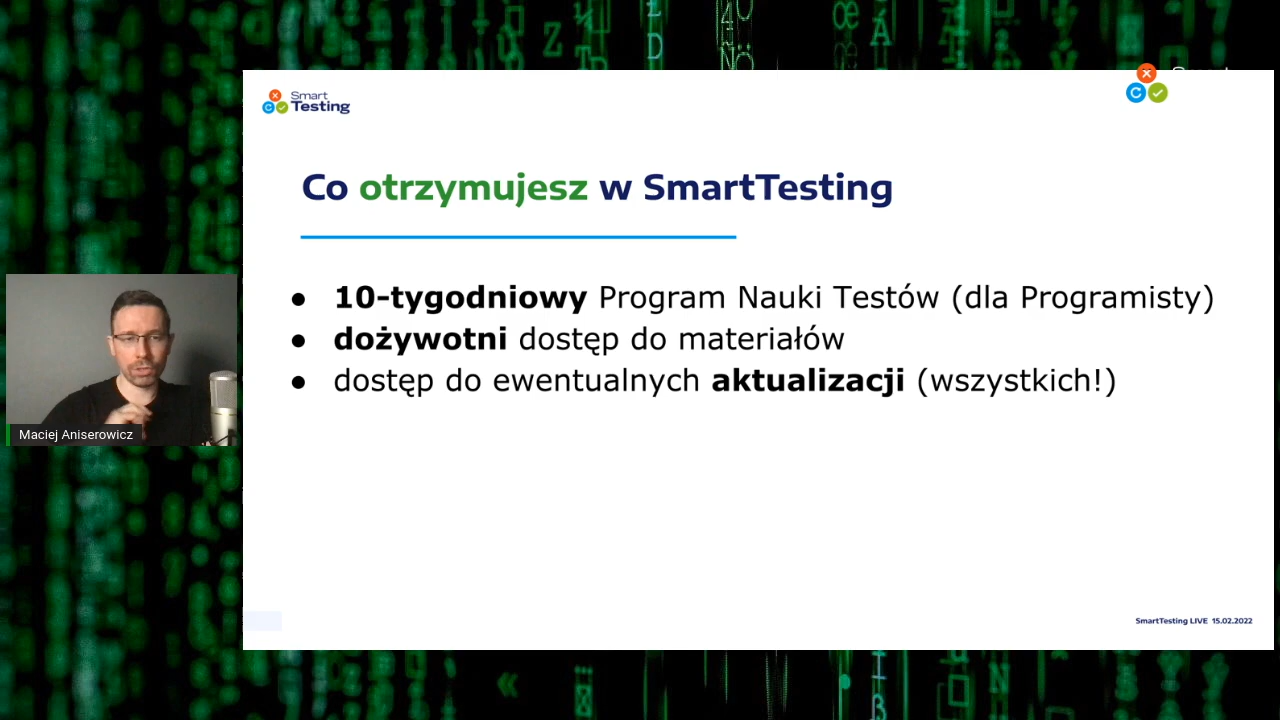 Smart
Testing
Co otrzymujesz w SmartTesting
● 10-tygodniowy Program Nauki Testów (dla Programisty)
● dożywotni dostęp do materiałów
● dostęp do ewentualnych aktualizacji (wszystkich!)
Maciej Aniserowicz
SmartTesting LIVE 15.02.2022